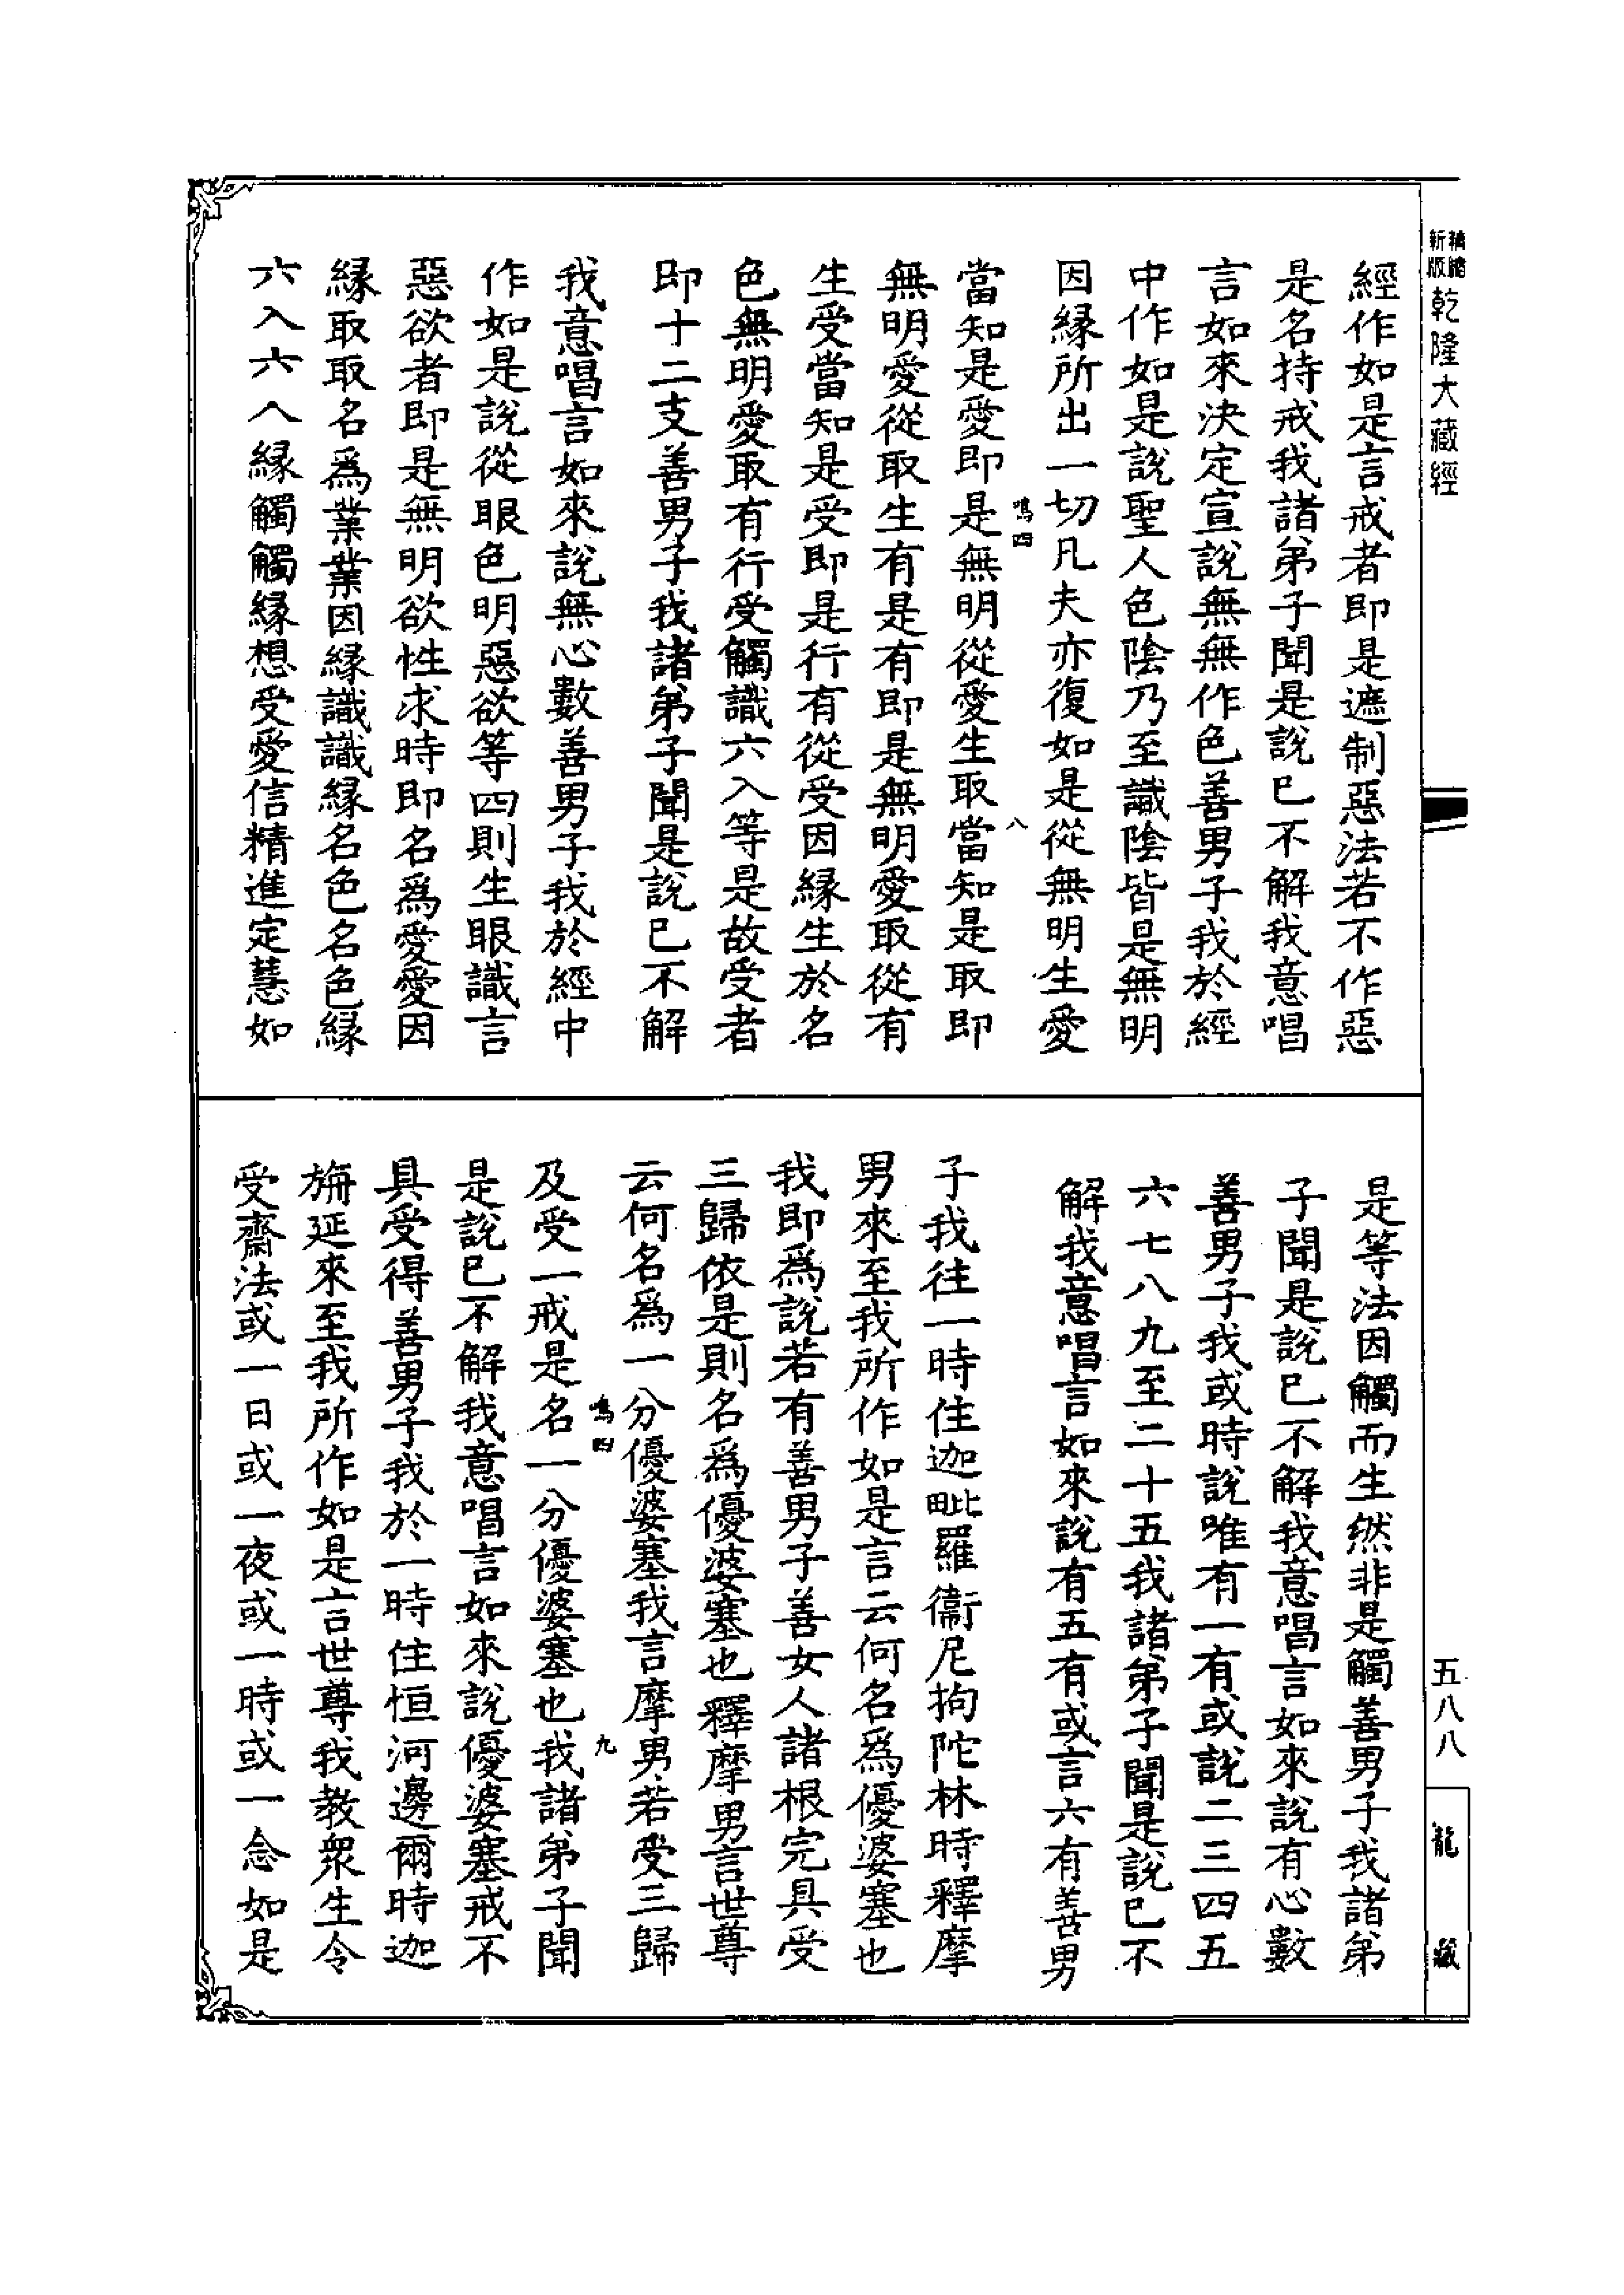 新版精縮
乾隆大藏經
經作如是言戒者即是遮制惡法若不作惡
是名持戒我諸弟子聞是說已不解我意唱
言如來決定宣說無無作色善男子我於經
中作如是說聖人色陰乃至識陰皆是無明
因緣所出一切凡夫亦復如是從無明生愛
鳴四
八
當知是愛即是無明從愛生取當知是取即
無明愛從取生有是有即是無明愛取從有
生受當知是受即是行有從受因緣生於名
色無明愛取有行受觸識六入等是故受者
即十二支善男子我諸弟子聞是說已不解
我意唱言如來說無心數善男子我於經中
作如是說從眼色明惡欲等四則生眼識言
惡欲者即是無明欲性求時即名為愛愛因
緣取取名為業業因緣識識緣名色名色緣
六入六入緣觸觸緣想受愛信精進定慧如
是等法因觸而生然非是觸善男子我諸弟
子聞是說已不解我意唱言如來說有心數
善男子我或時說唯有一有或說二三四五
六七八九至二十五我諸弟子聞是說已不
解我意唱言如來說有五有或言六有善男
子我往一時住迦毗羅衞尼拘陀林時釋摩
男來至我所作如是言云何名為優婆塞也
我即為說若有善男子善女人諸根完具受
三歸依是則名為優婆塞也釋摩男言世尊
云何名為一分優婆塞我言摩男若受三歸
鳴四
九
及受一戒是名一分優婆塞也我諸弟子聞
是說已不解我意唱言如來說優婆塞戒不
具受得善男子我於一時住恒河邊爾時迦
旃延來至我所作如是言世尊我教眾生令
受齋法或一日或一夜或一時或一念如是
五八八
龍藏